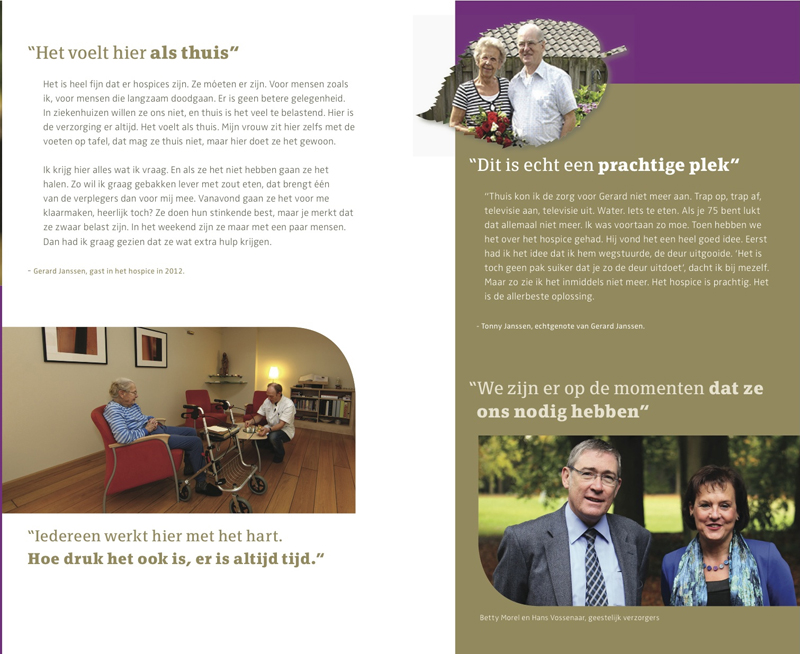 “Het voelt hier als thuis”
Het is heel fijn dat er hospices zijn. Ze móeten er zijn. Voor mensen zoals
ik, voor mensen die langzaam doodgaan. Er is geen betere gelegenheid.
In ziekenhuizen willen ze ons niet, en thuis is het veel te belastend. Hier is
de verzorging er altijd. Het voelt als thuis. Mijn vrouw zit hier zelfs met de
voeten op tafel, dat mag ze thuis niet, maar hier doet ze het gewoon.
Ik krijg hier alles wat ik vraag. En als ze het niet hebben gaan ze het
halen. Zo wil ik graag gebakken lever met zout eten, dat brengt één
van de verplegers dan voor mij mee. Vanavond gaan ze het voor me
klaarmaken, heerlijk toch? Ze doen hun stinkende best, maar je merkt dat
ze zwaar belast zijn. In het weekend zijn ze maar met een paar mensen.
Dan had ik graag gezien dat ze wat extra hulp krijgen.
- Gerard Janssen, gast in het hospice in 2012.
“Iedereen werkt hier met het hart.
Hoe druk het ook is, er is altijd tijd.”
“Dit is echt een prachtige plek”
“Thuis kon ik de zorg voor Gerard niet meer aan. Trap op, trap af,
televisie aan, televisie uit. Water. Iets te eten. Als je 75 bent lukt
dat allemaal niet meer. Ik was voortaan zo moe. Toen hebben we
het over het hospice gehad. Hij vond het een heel goed idee. Eerst
had ik het idee dat ik hem wegstuurde, de deur uitgooide. ‘Het is
toch geen pak suiker dat je zo de deur uitdoet’, dacht ik bij mezelf.
Maar zo zie ik het inmiddels niet meer. Het hospice is prachtig. Het
is de allerbeste oplossing.
- Tonny Janssen, echtgenote van Gerard Janssen.
“We zijn er op de momenten dat ze
ons nodig hebben”
Betty Morel en Hans Vossenaar, geestelijk verzorgers